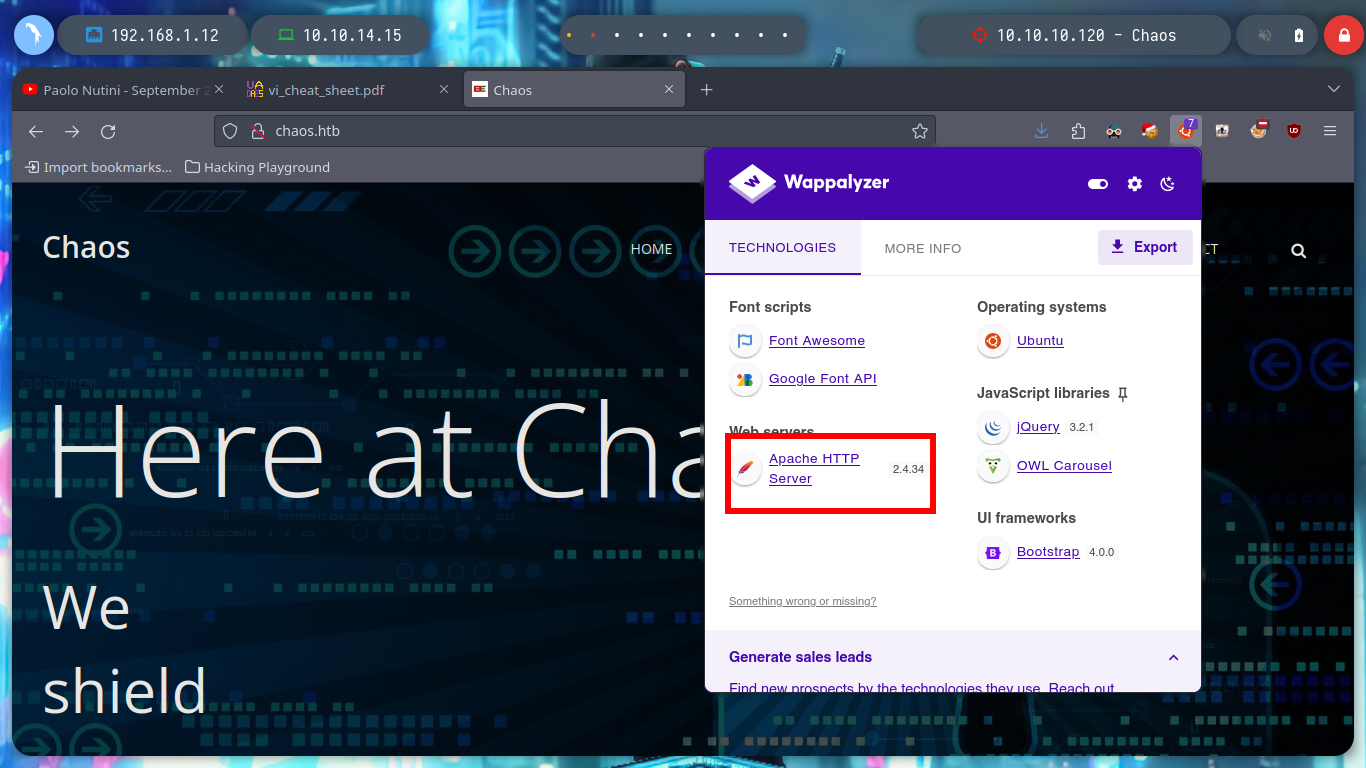 192.168.1.12
10.10.14.15
10.10.10.120 - Chaos
Paolo Nutini - September 2
vi_cheat_sheet.pdf
Chaos
chaos.htb
7
Import bookmarks...
Hacking Playground
Wappalyzer
Chaos
HOME
CT
TECHNOLOGIES
MORE INFO
Export
Font scripts
Font Awesome
Google Font API
Web servers
Apache HTTP
Server
2.4.34
Operating systems
Ubuntu
JavaScript libraries
jQuery 3.2.1
OWL Carousel
UI frameworks
Bootstrap 4.0.0
Something wrong or missing?
Generate sales leads
Find new prospects by the technologies they use. Reach out
Here at Cha
We
shield